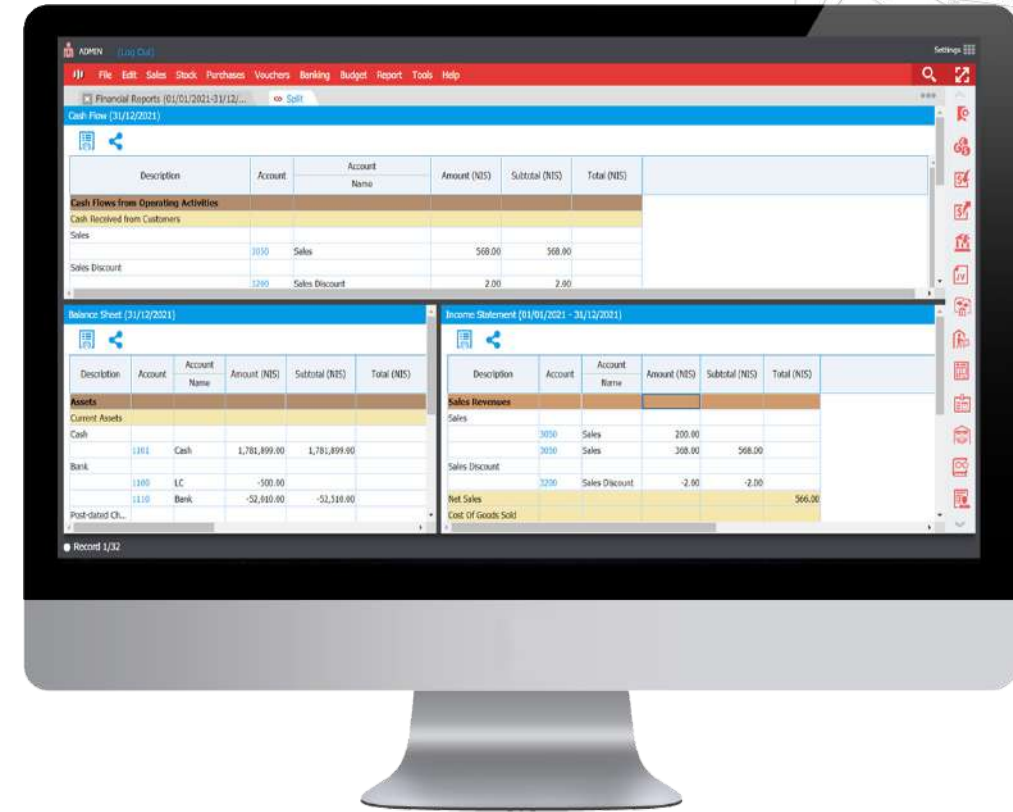 ADMIN (Log Out) Settings
File Edit Sales Stock Purchases Vouchers Banking Budget Report Tools Help
Financial Reports (01/01/2021-31/12/... Split
Cash Flow (31/12/2021)
Description Account Account Name Amount (NIS) Subtotal (NIS) Total (NIS)
Cash Flows from Operating Activities
Cash Received from Customers
Sales
3050 Sales 568.00 568.00
Sales Discount
3200 Sales Discount 2.00 2.00
Balance Sheet (31/12/2021)
Description Account Account Name Amount (NIS) Subtotal (NIS) Total (NIS)
Assets
Current Assets
Cash
1101 Cash 1,781,899.00 1,781,899.00
Bank
1100 LC -500.00
1110 Bank -52,010.00 -52,510.00
Post-dated Ch...
Income Statement (01/01/2021 - 31/12/2021)
Description Account Account Name Amount (NIS) Subtotal (NIS) Total (NIS)
Sales Revenues
Sales
3050 Sales 200.00
3050 Sales 368.00 568.00
Sales Discount
3200 Sales Discount -2.00 -2.00
Net Sales 566.00
Cost Of Goods Sold
Record 1/32